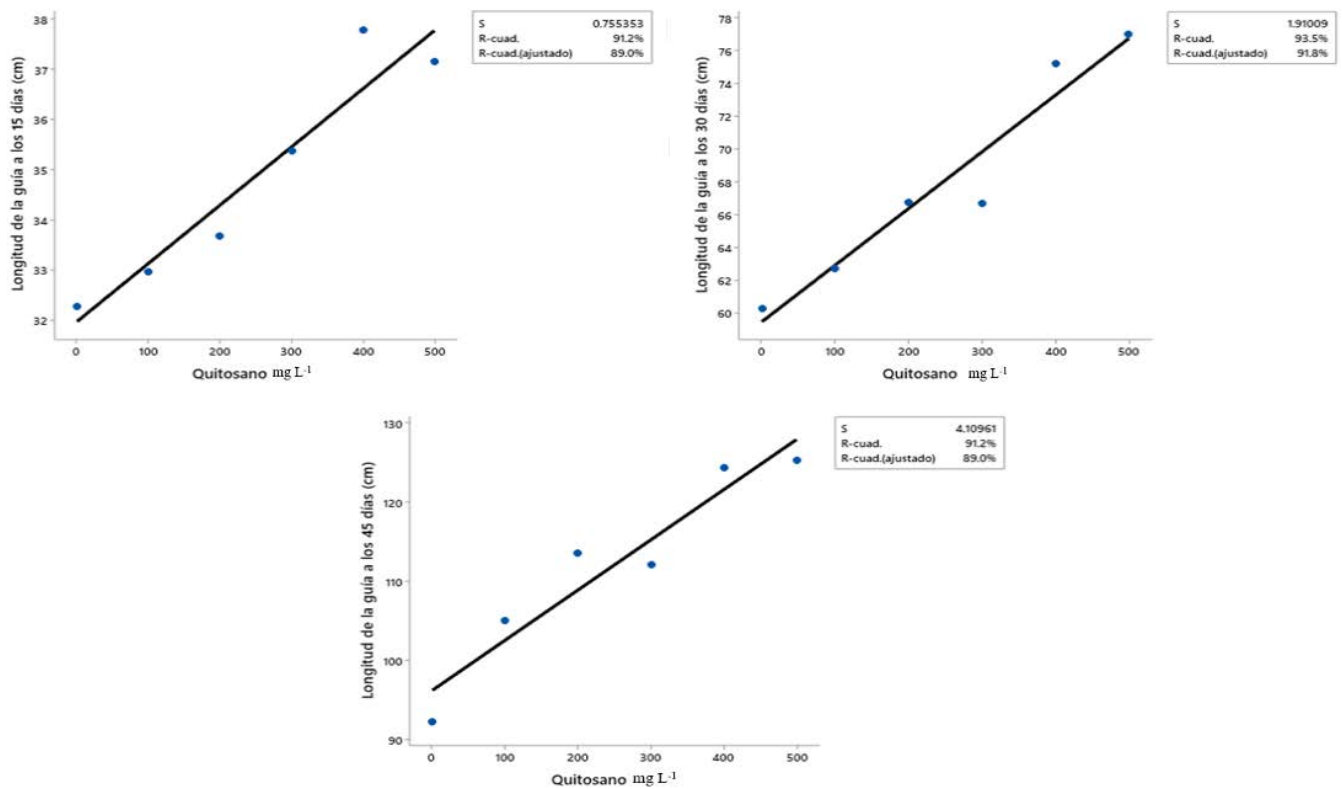 Longitud de la guía a los 15 días (cm)
38
37
36
35
34
33
32
0 100 200 300 400 500
Quitosano mg L-1
S 0.755353
R-cuad. 91.2%
R-cuad.(ajustado) 89.0%
Longitud de la guía a los 30 días (cm)
78
76
74
72
70
68
66
64
62
60
0 100 200 300 400 500
Quitosano mg L-1
S 1.91009
R-cuad. 93.5%
R-cuad.(ajustado) 91.8%
Longitud de la guía a los 45 días (cm)
130
120
110
100
90
0 100 200 300 400 500
Quitosano mg L-1
S 4.10961
R-cuad. 91.2%
R-cuad.(ajustado) 89.0%